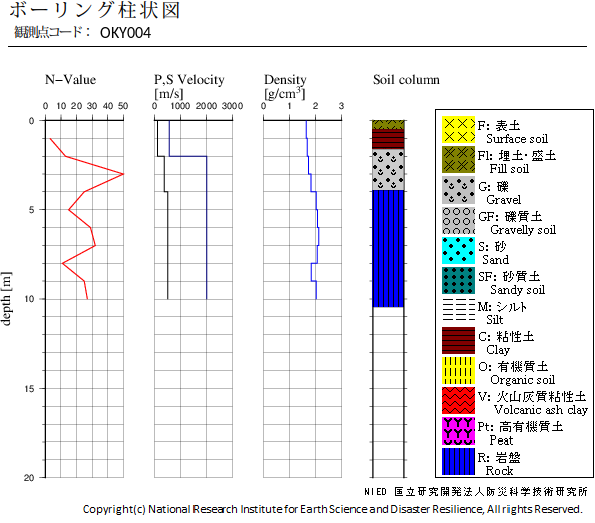 ボーリング柱状図
観測点コード： OKY004
N−Value
P,S Velocity
[m/s]
Density
[g/cm3]
Soil column
0 10 20 30 40 50
0 1000 2000 3000
0 1 2 3
0
5
10
15
20
depth [m]
F: 表土
Surface soil
Fl: 埋土・盛土
Fill soil
G: 礫
Gravel
GF: 礫質土
Gravelly soil
S: 砂
Sand
SF: 砂質土
Sandy soil
M: シルト
Silt
C: 粘性土
Clay
O: 有機質土
Organic soil
V: 火山灰質粘性土
Volcanic ash clay
Pt: 高有機質土
Peat
R: 岩盤
Rock
NIED 国立研究開発法人防災科学技術研究所
Copyright(c) National Research Institute for Earth Science and Disaster Resilience, All rights Reserved.